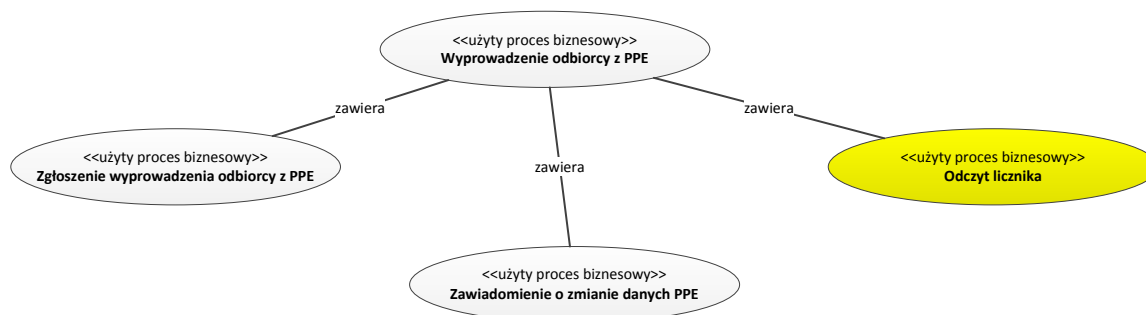 <<użyty proces biznesowy>>
Wyprowadzenie odbiorcy z PPE
zawiera
zawiera
<<użyty proces biznesowy>>
Zgłoszenie wyprowadzenia odbiorcy z PPE
zawiera
<<użyty proces biznesowy>>
Odczyt licznika
<<użyty proces biznesowy>>
Zawiadomienie o zmianie danych PPE